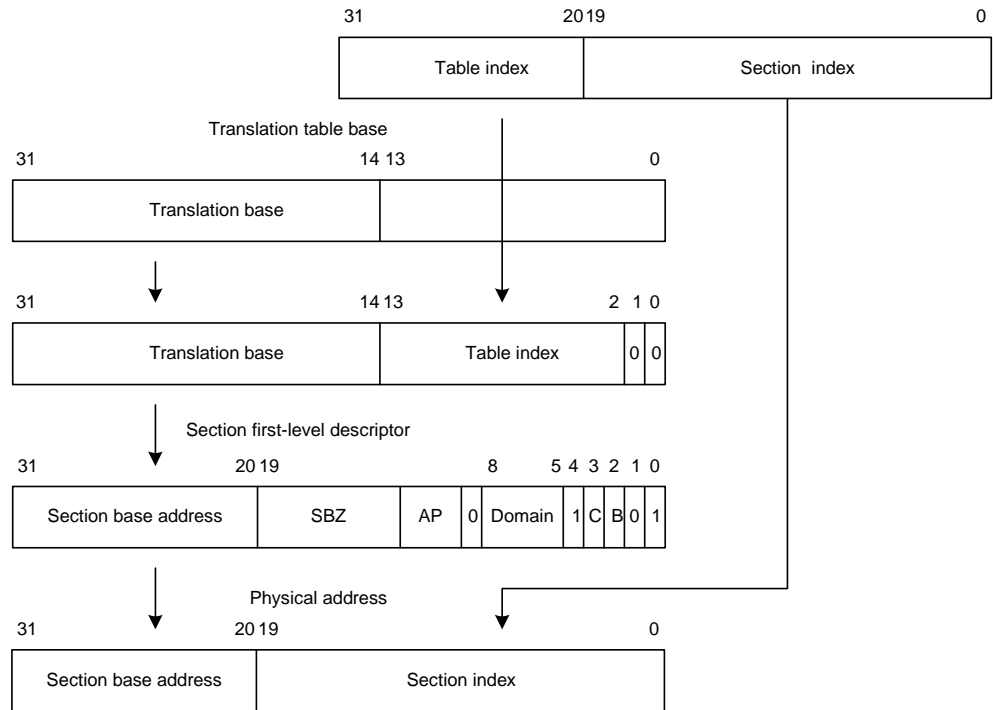 31 20 19 0
Table index Section index
Translation table base
31 14 13 0
Translation base
31 14 13 2 1 0
Translation base Table index 0 0
Section first-level descriptor
31 20 19 8 5 4 3 2 1 0
Section base address SBZ AP 0 Domain 1 C B 0 1
Physical address
31 20 19 0
Section base address Section index